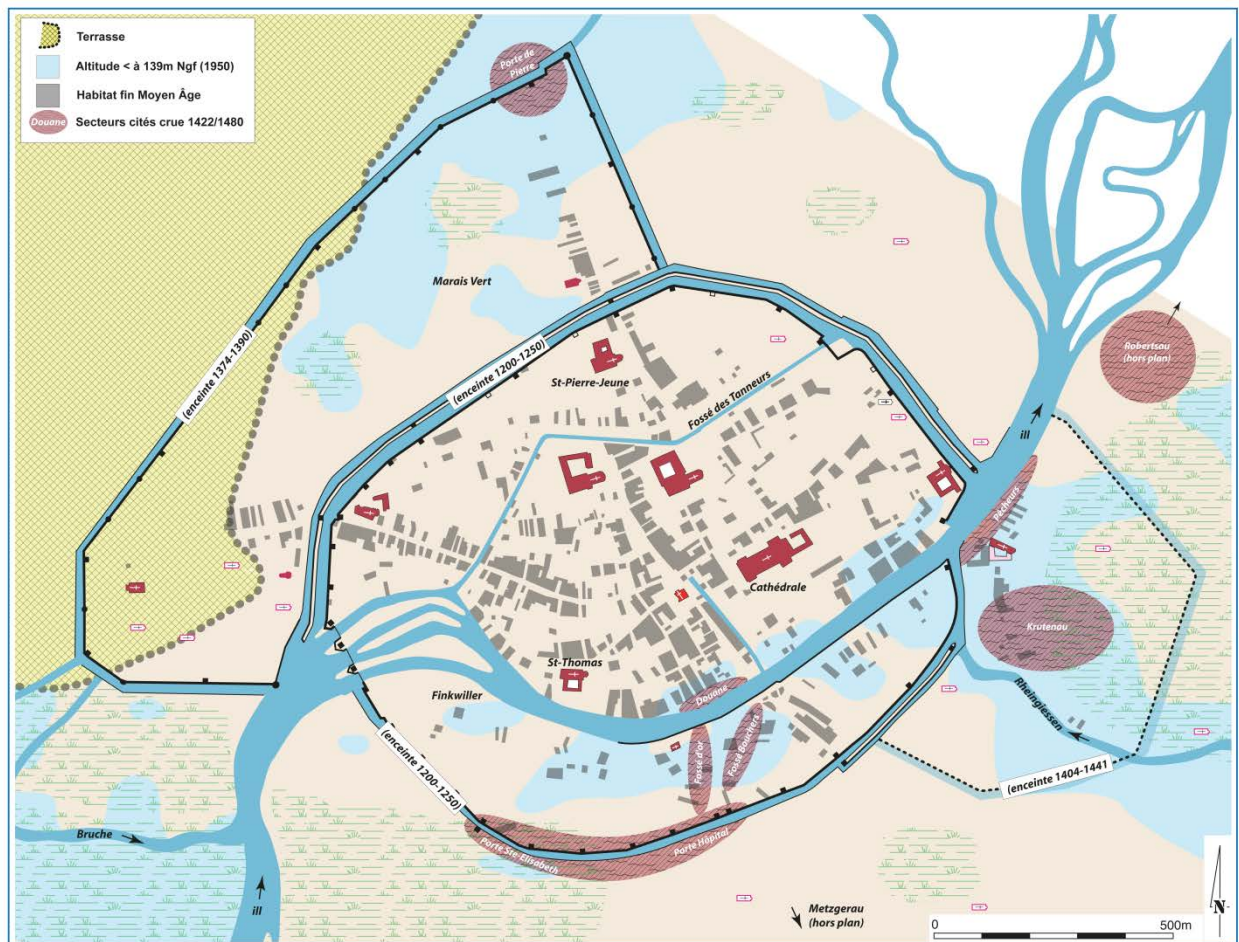 Terrasse
Altitude < à 139m Ngf (1950)
Habitat fin Moyen Âge
Douane
Secteurs cités crue 1422/1480
Porte de
Pierre
Marais Vert
(enceinte 1374-1390)
(enceinte 1200-1250)
St-Pierre-Jeune
Fossé des Tanneurs
Robertsau
(hors plan)
ill
Pêcheurs
Cathédrale
Krutenau
St-Thomas
Finkwiller
Douane
Rheingiessen
Fossé d'or
Fossé Bouchers
(enceinte 1200-1250)
(enceinte 1404-1441
Bruche
Porte Ste-Elisabeth
Porte Hôpital
ill
Metzgerau
(hors plan)
0
500m
N